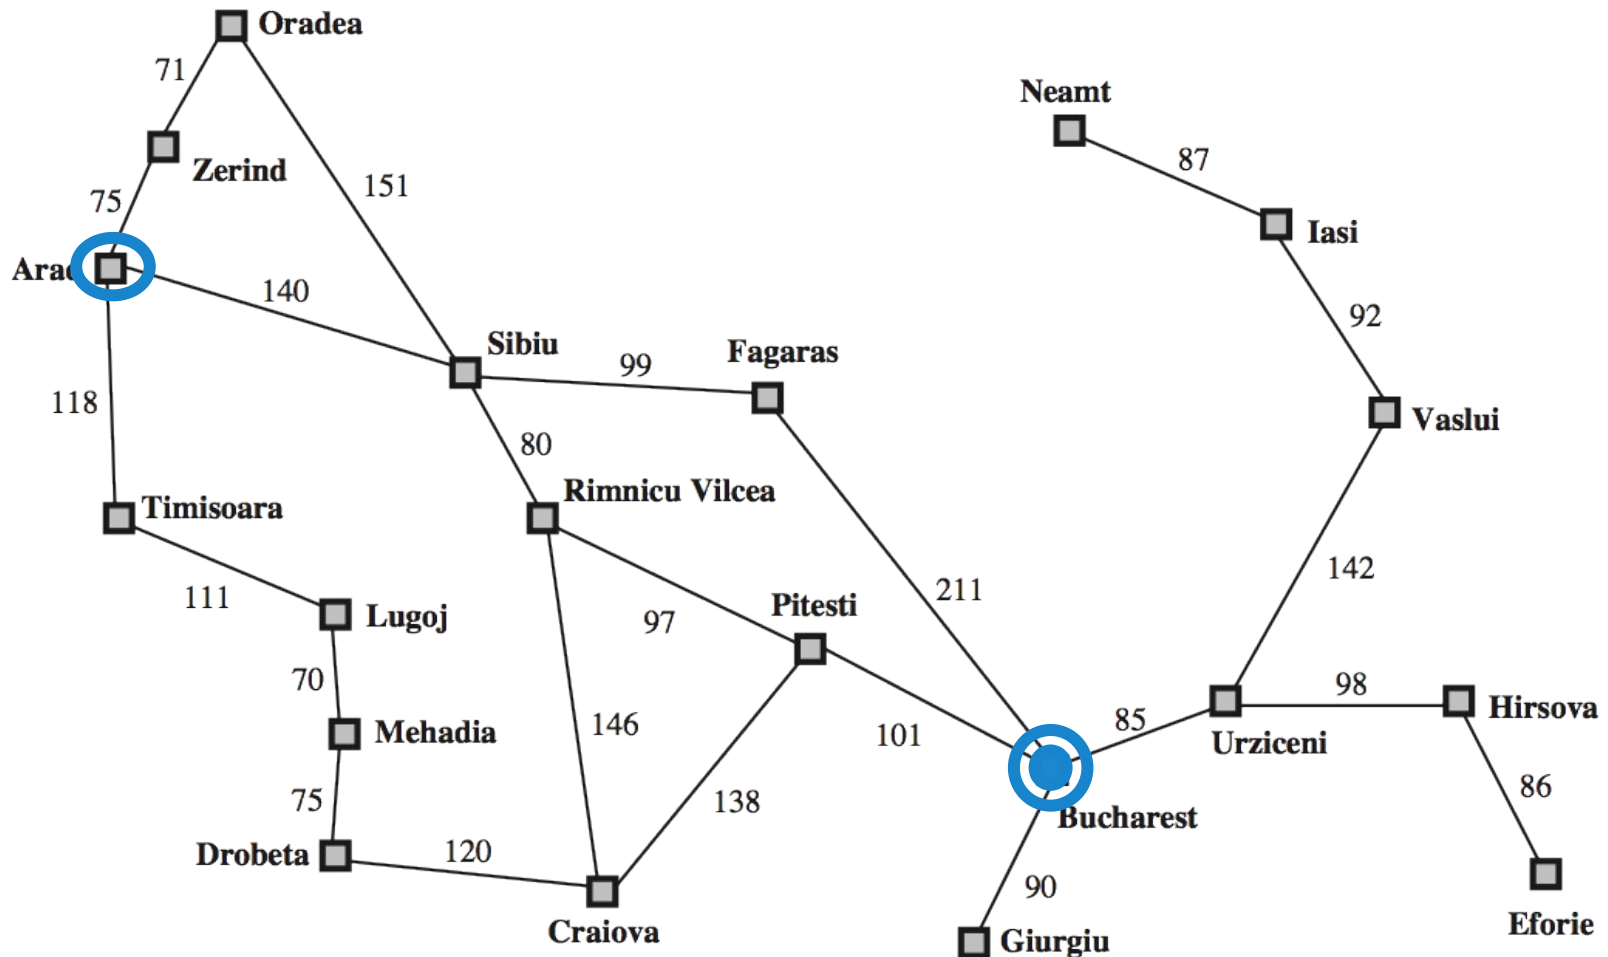 Oradea
71
Neamt
87
Zerind
151
75
Iasi
Arad
140
92
Sibiu
Fagaras
99
118
Vaslui
80
Rimnicu Vilcea
Timisoara
142
211
111
Pitesti
Lugoj
97
70
98
Hirsova
146
85
Mehadia
101
Urziceni
86
75
138
Bucharest
Drobeta
120
90
Craiova
Giurgiu
Eforie